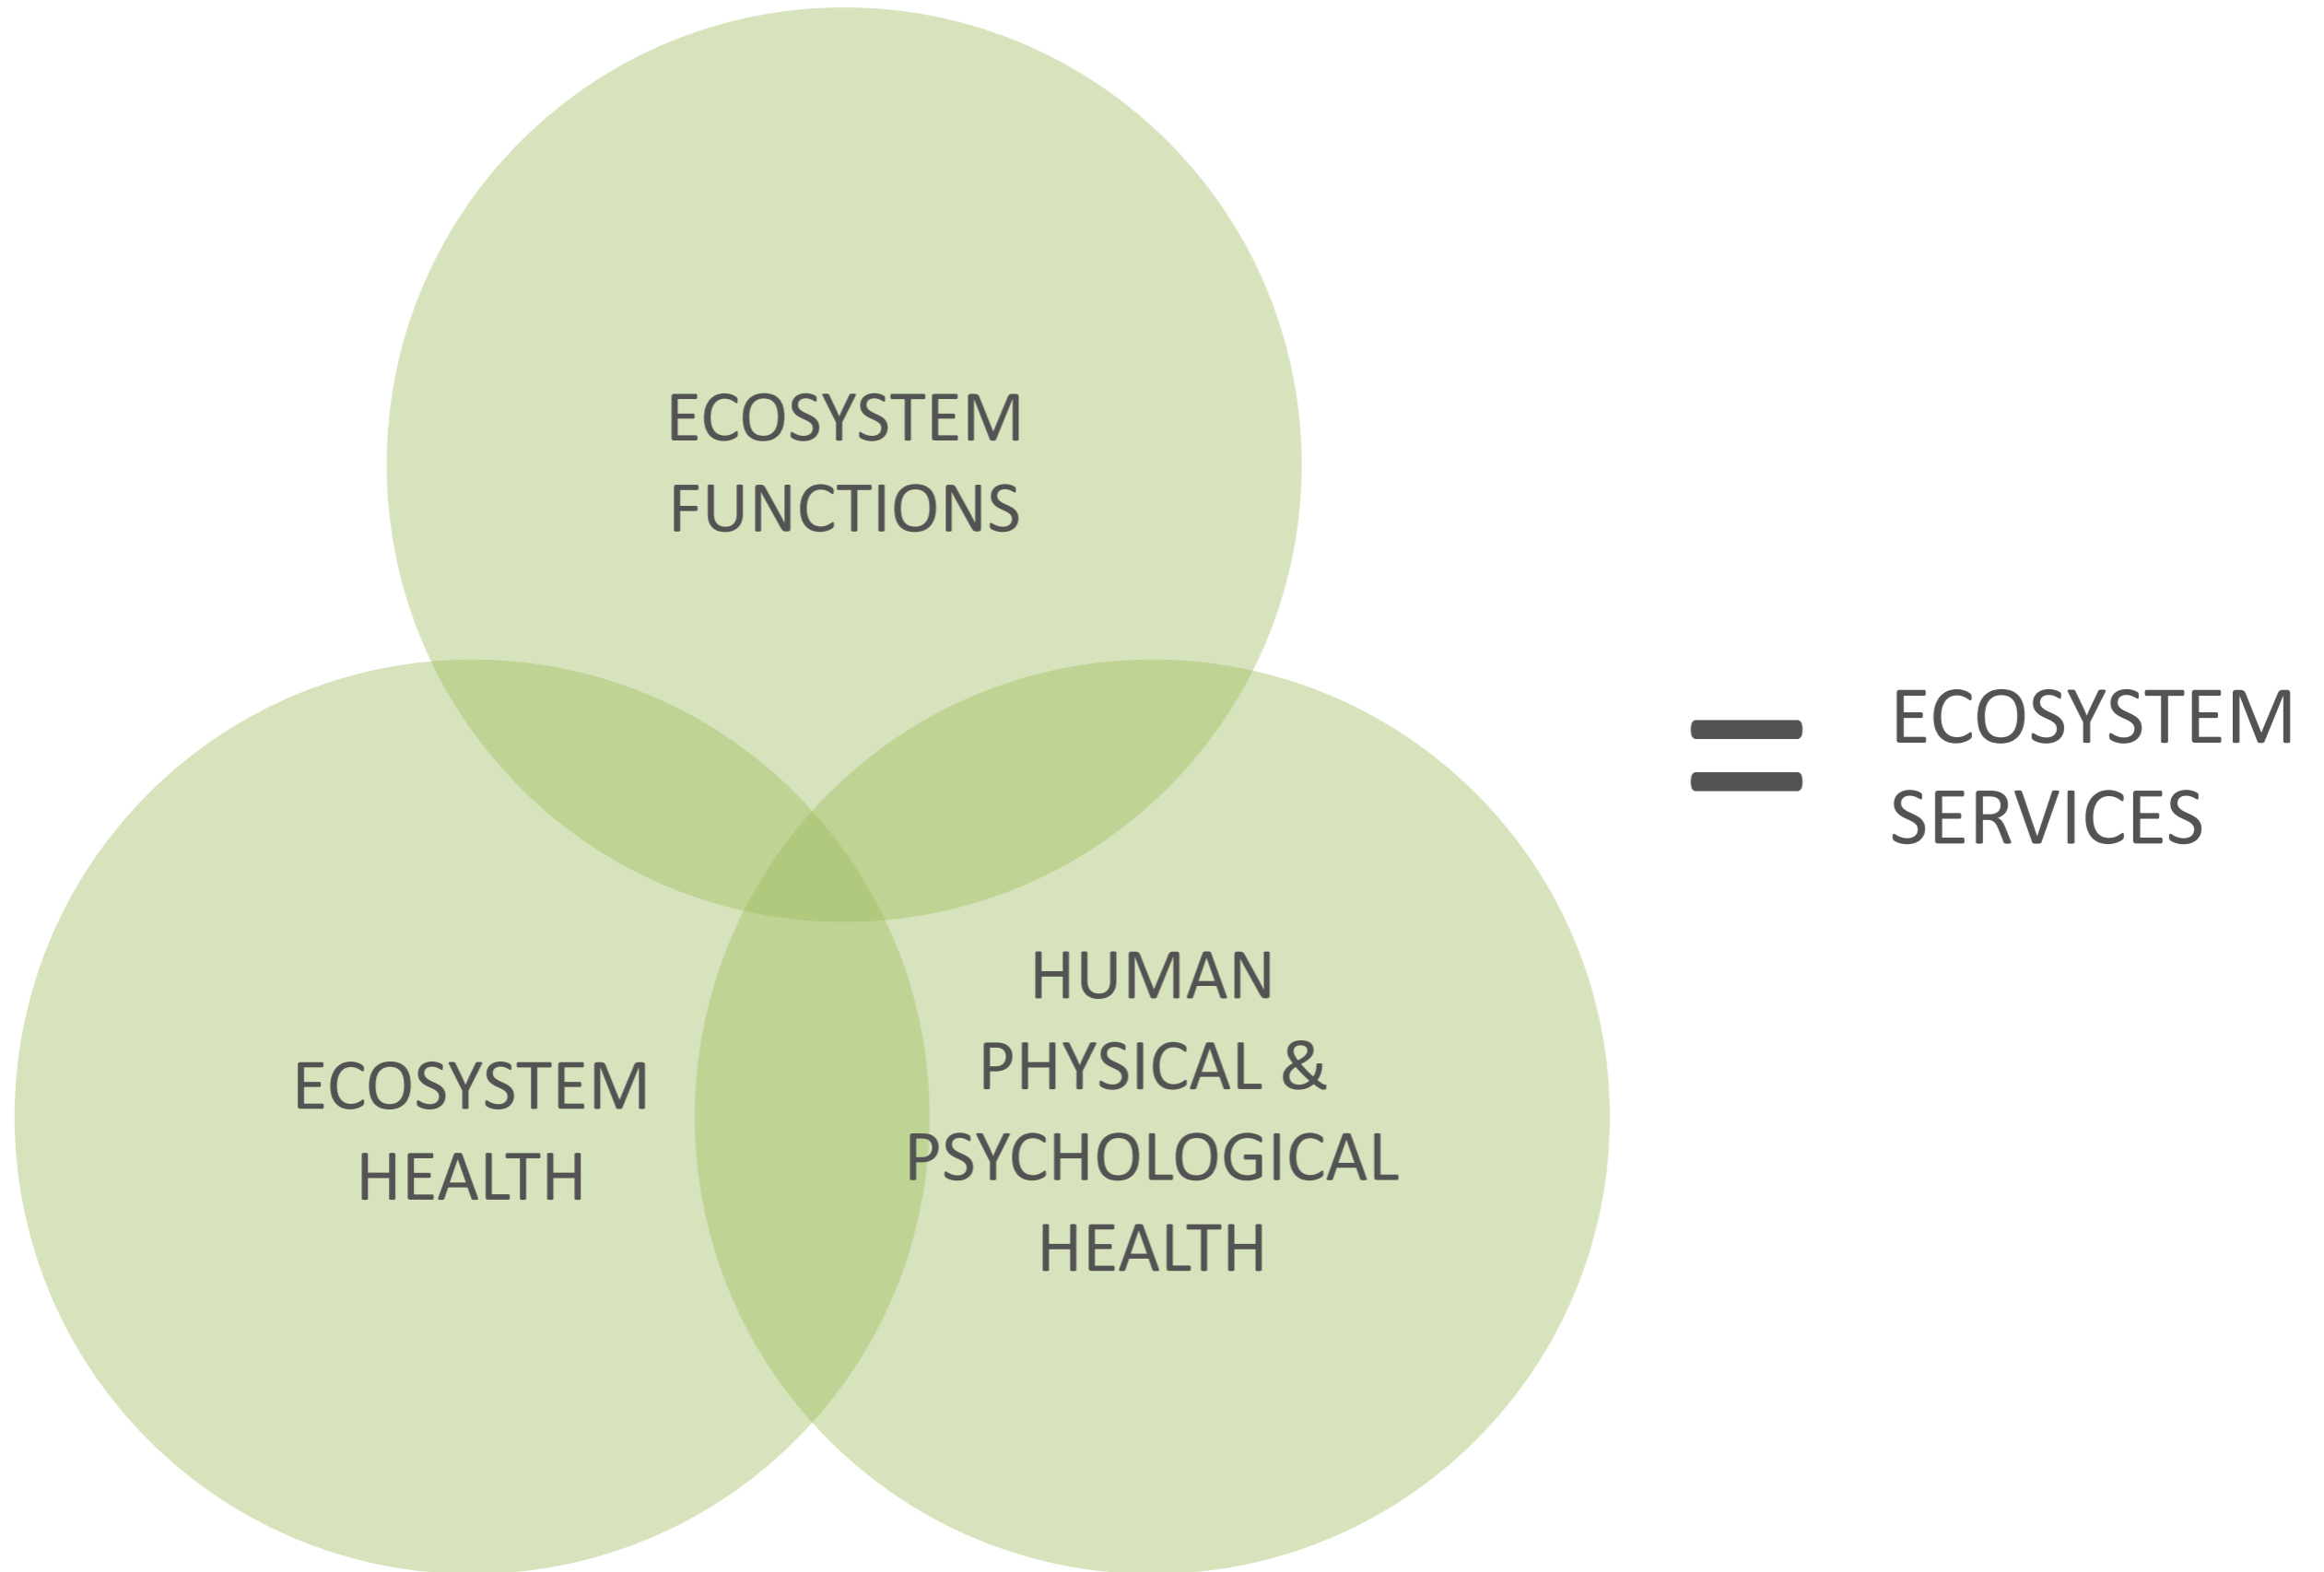 ECOSYSTEM
FUNCTIONS
=
ECOSYSTEM
SERVICES
ECOSYSTEM
HEALTH
HUMAN
PHYSICAL &
PSYCHOLOGICAL
HEALTH